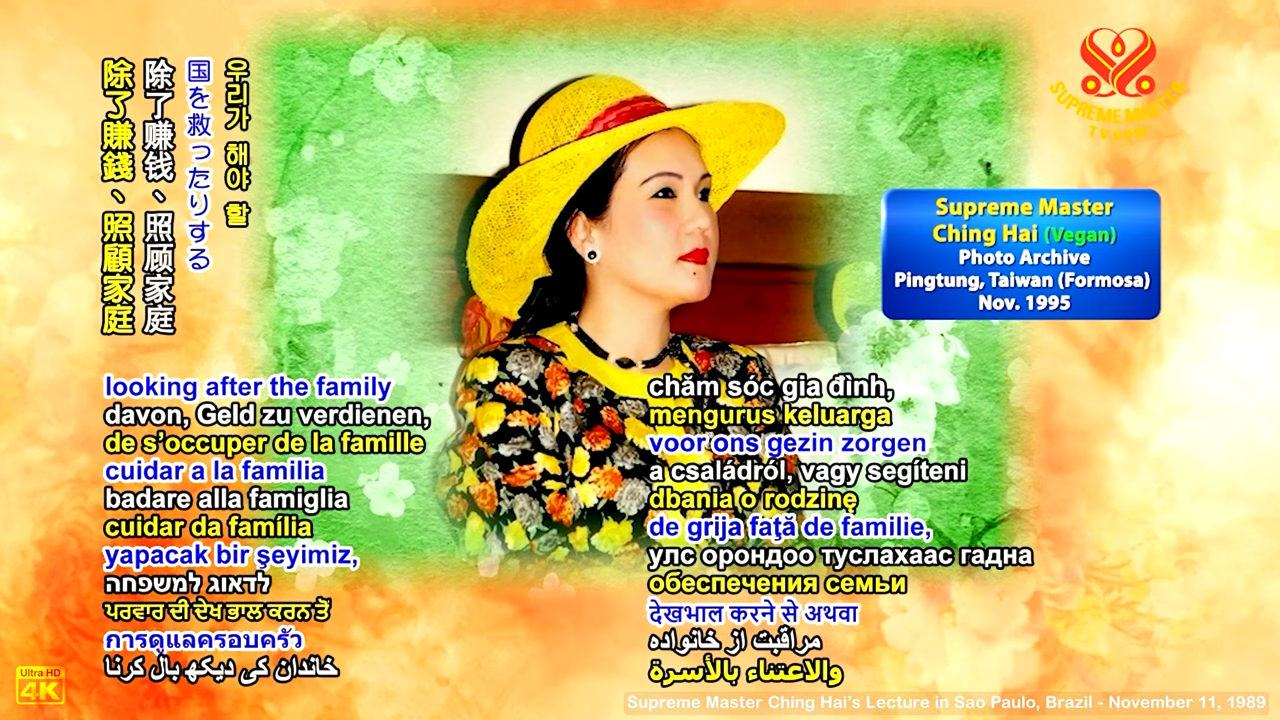 除了賺錢、照顧家庭
除了赚钱、照顾家庭
国を救ったりする
우리가 해야 할
SUPREME MASTER
TV
Supreme Master
Ching Hai (Vegan)
Photo Archive
Pingtung, Taiwan (Formosa)
Nov. 1995
looking after the family
davon, Geld zu verdienen,
de s’occuper de la famille
cuidar a la familia
badare alla famiglia
cuidar da família
yapacak bir şeyimiz,
לדאוג למשפחה
ਪਰਵਾਰ ਦੀ ਦੇਖ ਭਾਲ ਕਰਨ ਤੋਂ
การดูแลครอบครัว
خاندان کی دیکھ بال کرنا
chăm sóc gia đình,
mengurus keluarga
voor ons gezin zorgen
a családról, vagy segíteni
dbania o rodzinę
de grija faţă de familie,
улс орондоо туслахаас гадна
обеспечения семьи
देखभाल करने से अथवा
مراقبت از خانواده
والاعتناء بالأسرة
Ultra HD
4K
Supreme Master Ching Hai’s Lecture in Sao Paulo, Brazil - November 11, 1989